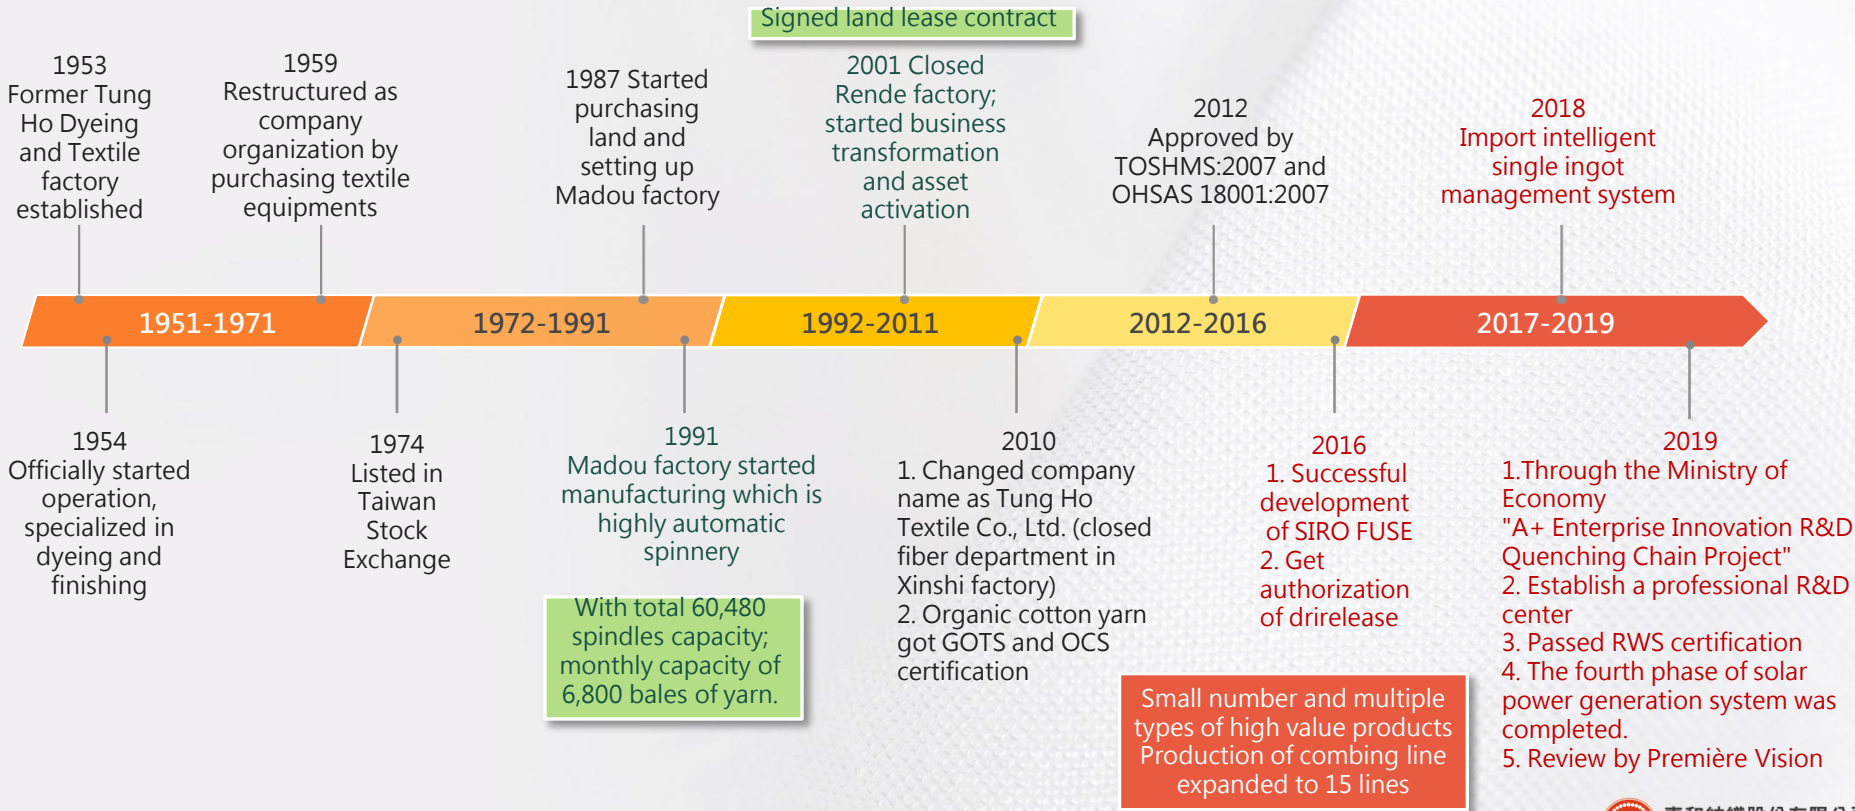 Signed land lease contract
1953
Former Tung
Ho Dyeing
and Textile
factory
established
1959
Restructured as
company
organization by
purchasing textile
equipments
1987 Started
purchasing
land and
setting up
Madou factory
2001 Closed
Rende factory;
started business
transformation
and asset
activation
2012
Approved by
TOSHMS:2007 and
OHSAS 18001:2007
2018
Import intelligent
single ingot
management system
1951-1971
1972-1991
1992-2011
2012-2016
2017-2019
1954
Officially started
operation,
specialized in
dyeing and
finishing
1974
Listed in
Taiwan
Stock
Exchange
1991
Madou factory started
manufacturing which is
highly automatic
spinnery
With total 60,480
spindles capacity;
monthly capacity of
6,800 bales of yarn.
2010
1. Changed company
name as Tung Ho
Textile Co., Ltd. (closed
fiber department in
Xinshi factory)
2. Organic cotton yarn
got GOTS and OCS
certification
2016
1. Successful
development
of SIRO FUSE
2. Get
authorization
of drirelease
Small number and multiple
types of high value products
Production of combing line
expanded to 15 lines
2019
1.Through the Ministry of
Economy
"A+ Enterprise Innovation R&D
Quenching Chain Project"
2. Establish a professional R&D
center
3. Passed RWS certification
4. The fourth phase of solar
power generation system was
completed.
5. Review by Première Vision